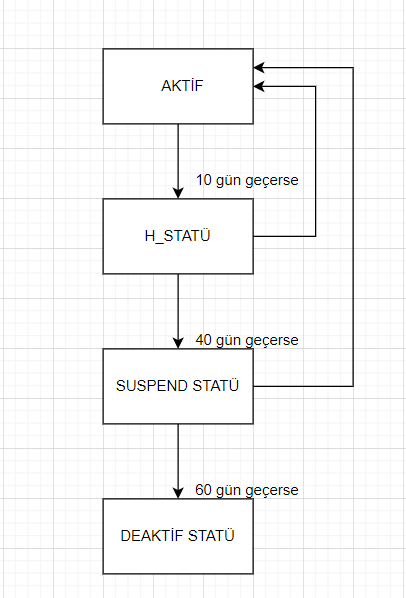 AKTİF
10 gün geçerse
H_STATÜ
40 gün geçerse
SUSPEND STATÜ
60 gün geçerse
DEAKTİF STATÜ